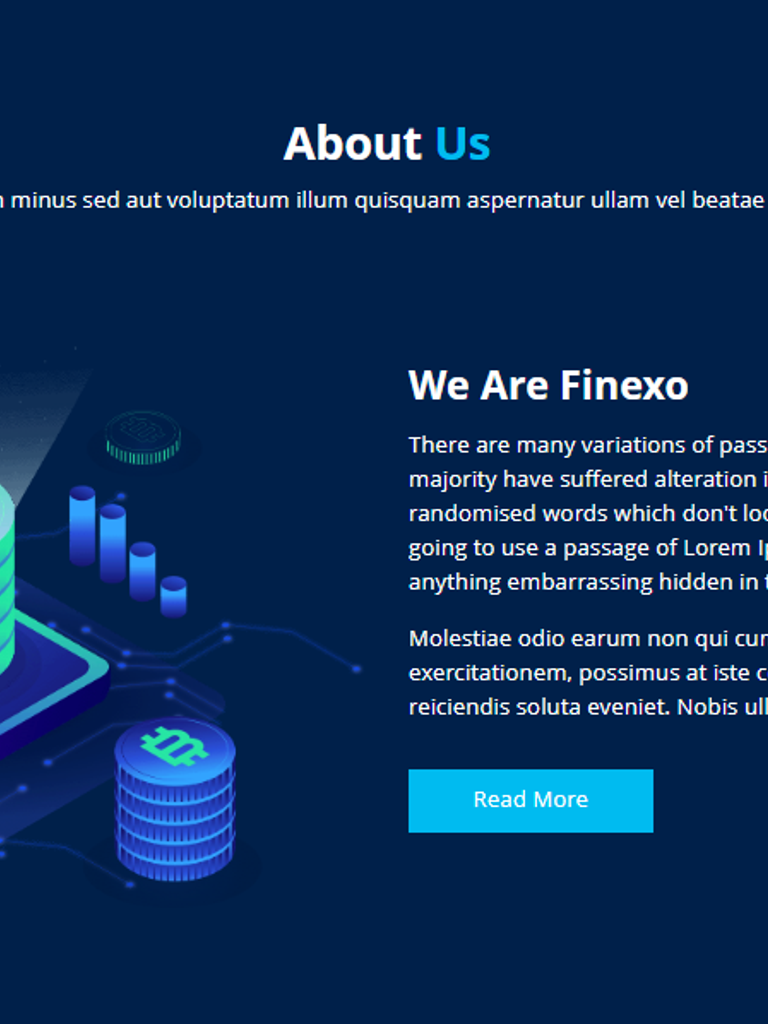 About Us
minus sed aut voluptatum illum quisquam aspernatur ullam vel beatae
We Are Finexo
There are many variations of pass
majority have suffered alteration i
randomised words which don't loo
going to use a passage of Lorem Ip
anything embarrassing hidden in t
Molestiae odio earum non qui cur
exercitationem, possimus at iste c
reiciendis soluta eveniet. Nobis ull
Read More